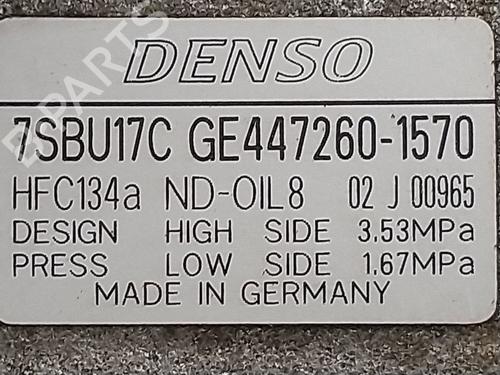 DENSO
7SBU17C GE447260-1570
HFC134a ND-OIL8 02 J 00965
DESIGN HIGH SIDE 3.53MPa
PRESS LOW SIDE 1.67MPa
MADE IN GERMANY
B-PARTS